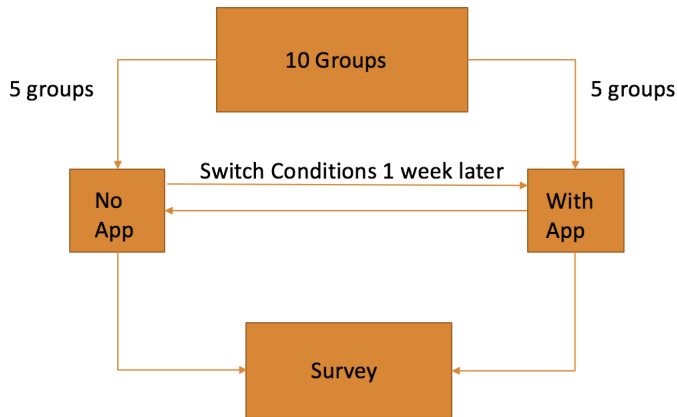 10 Groups
5 groups
5 groups
Switch Conditions 1 week later
No
App
With
App
Survey